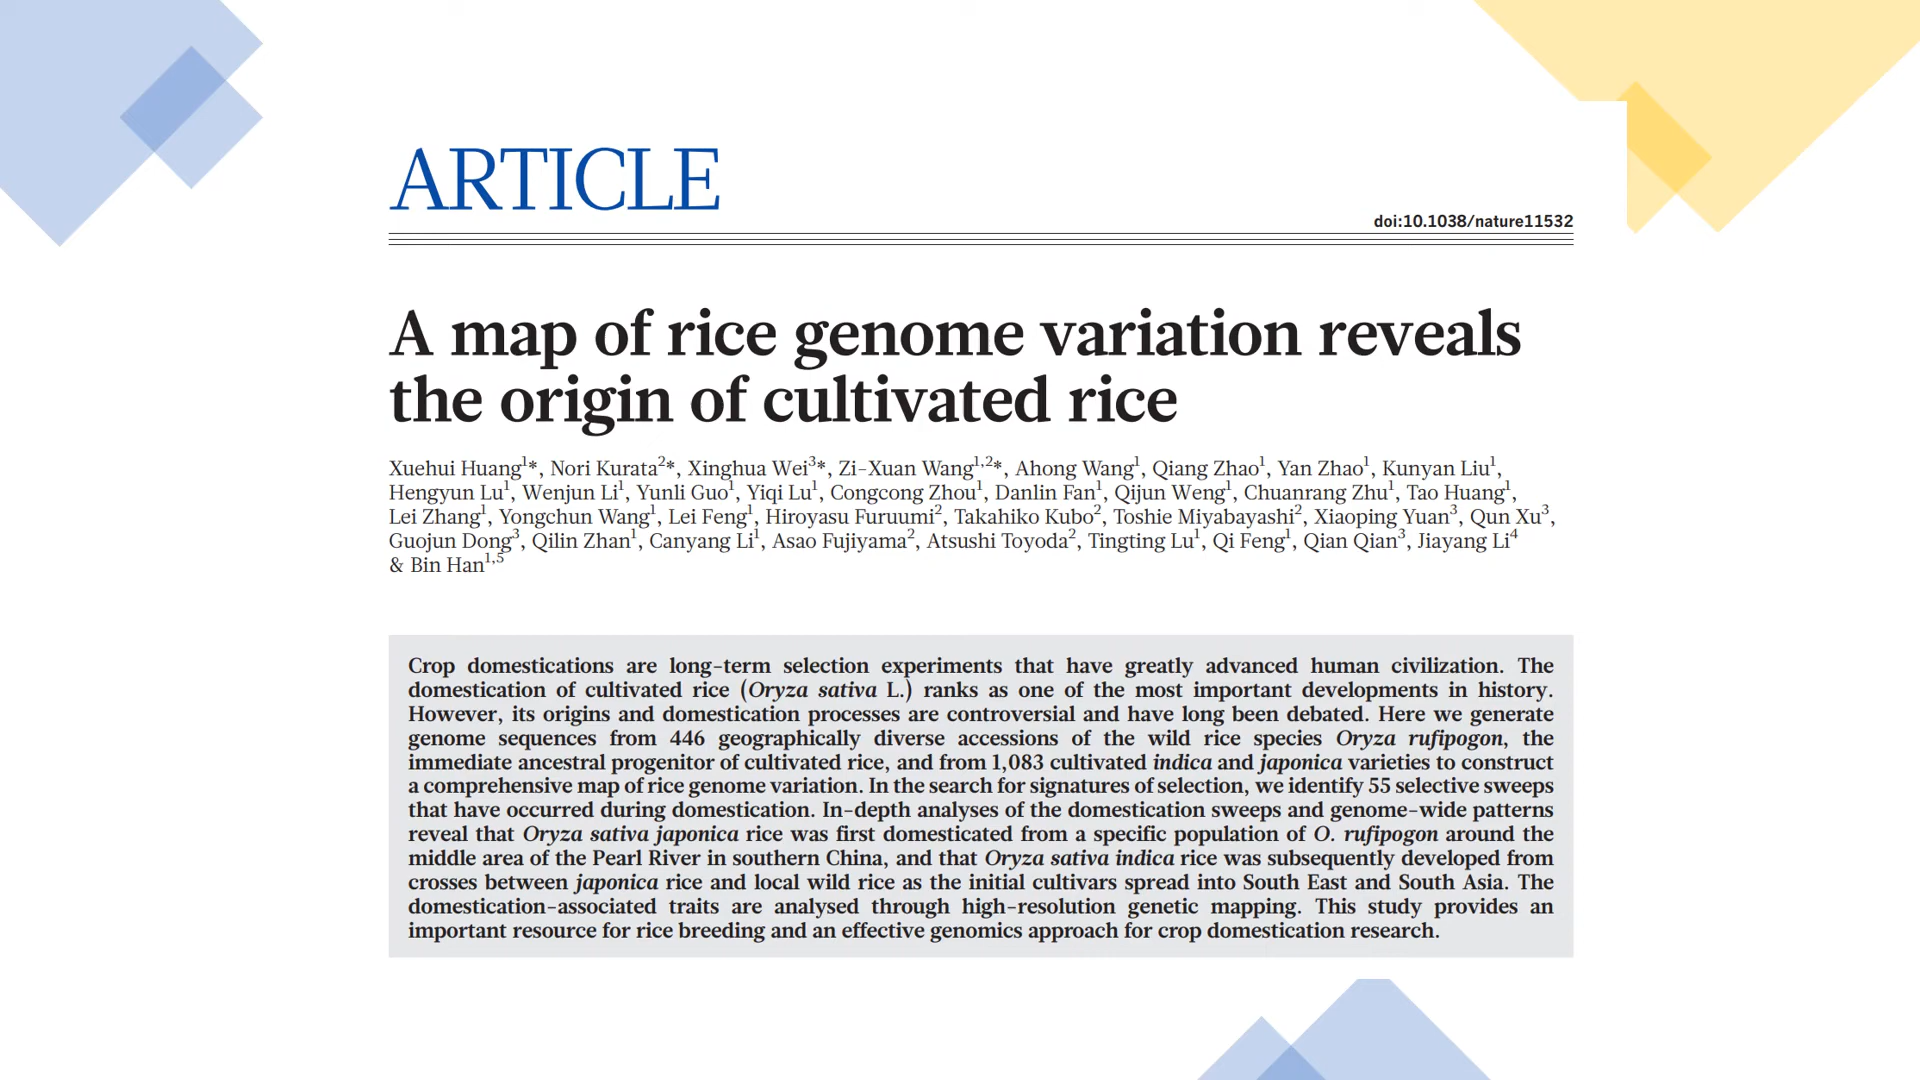 ARTICLE
doi:10.1038/nature11532
A map of rice genome variation reveals
the origin of cultivated rice
Xuehui Huang1*, Nori Kurata2*, Xinghua Wei3*, Zi-Xuan Wang1,2*, Ahong Wang1, Qiang Zhao1, Yan Zhao1, Kunyan Liu1,
Hengyun Lu1, Wenjun Li1, Yunli Guo1, Yiqi Lu1, Congcong Zhou1, Danlin Fan1, Qijun Weng1, Chuanrang Zhu1, Tao Huang1,
Lei Zhang1, Yongchun Wang1, Lei Feng1, Hiroyasu Furuumi2, Takahiko Kubo2, Toshie Miyabayashi2, Xiaoping Yuan3, Qun Xu3,
Guojun Dong3, Qilin Zhan1, Canyang Li1, Asao Fujiyama2, Atsushi Toyoda2, Tingting Lu1, Qi Feng1, Qian Qian3, Jiayang Li4
& Bin Han1,5
Crop domestications are long-term selection experiments that have greatly advanced human civilization. The
domestication of cultivated rice (Oryza sativa L.) ranks as one of the most important developments in history.
However, its origins and domestication processes are controversial and have long been debated. Here we generate
genome sequences from 446 geographically diverse accessions of the wild rice species Oryza rufipogon, the
immediate ancestral progenitor of cultivated rice, and from 1,083 cultivated indica and japonica varieties to construct
a comprehensive map of rice genome variation. In the search for signatures of selection, we identify 55 selective sweeps
that have occurred during domestication. In-depth analyses of the domestication sweeps and genome-wide patterns
reveal that Oryza sativa japonica rice was first domesticated from a specific population of O. rufipogon around the
middle area of the Pearl River in southern China, and that Oryza sativa indica rice was subsequently developed from
crosses between japonica rice and local wild rice as the initial cultivars spread into South East and South Asia. The
domestication-associated traits are analysed through high-resolution genetic mapping. This study provides an
important resource for rice breeding and an effective genomics approach for crop domestication research.